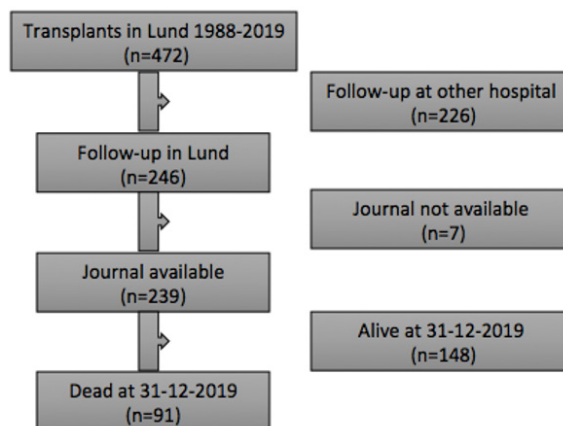 Transplants in Lund 1988-2019
(n=472)
Follow-up at other hospital
(n=226)
Follow-up in Lund
(n=246)
Journal not available
(n=7)
Journal available
(n=239)
Alive at 31-12-2019
(n=148)
Dead at 31-12-2019
(n=91)